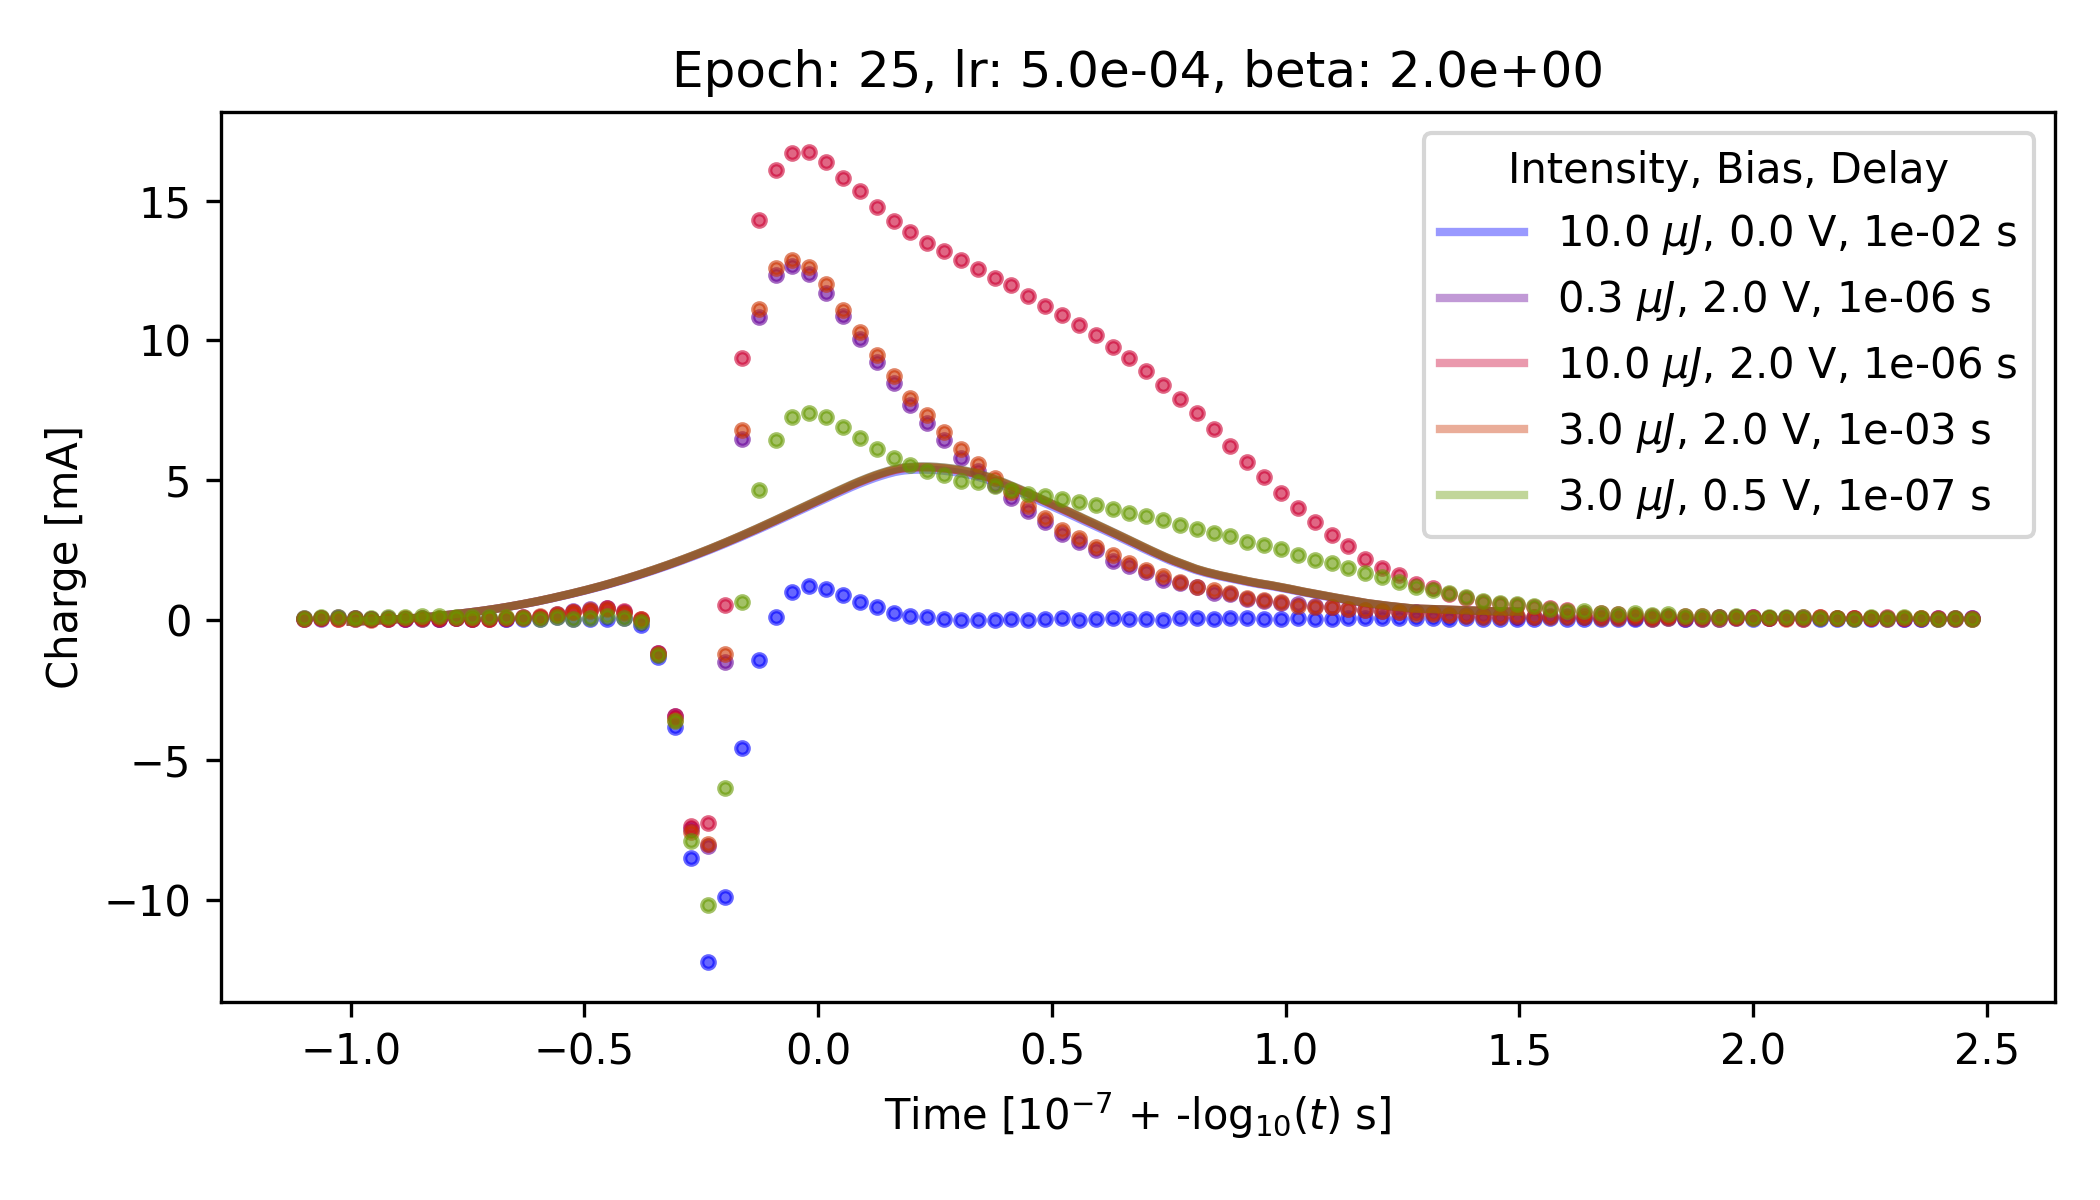 Epoch: 25, lr: 5.0e-04, beta: 2.0e+00
Charge [mA]
15
10
5
0
−5
−10
Intensity, Bias, Delay
10.0 μJ, 0.0 V, 1e-02 s
0.3 μJ, 2.0 V, 1e-06 s
10.0 μJ, 2.0 V, 1e-06 s
3.0 μJ, 2.0 V, 1e-03 s
3.0 μJ, 0.5 V, 1e-07 s
−1.0 −0.5 0.0 0.5 1.0 1.5 2.0 2.5
Time [10⁻⁷ + -log₁₀(t) s]